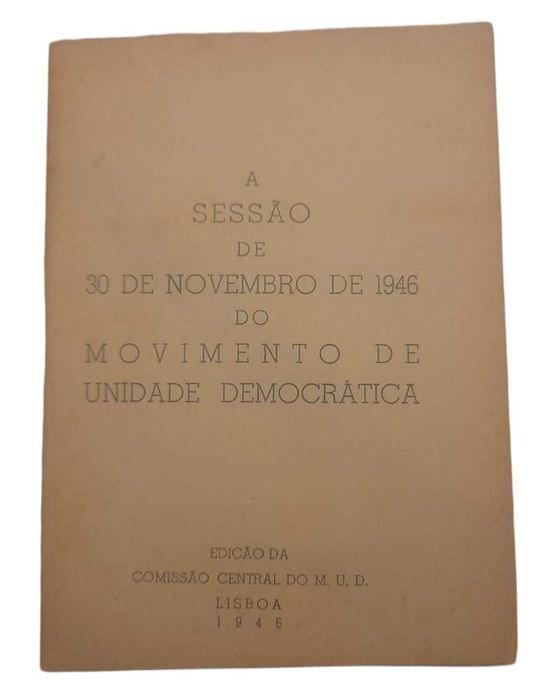 A
SESSÃO
DE
30 DE NOVEMBRO DE 1946
DO
MOVIMENTO DE
UNIDADE DEMOCRÁTICA
EDIÇÃO DA
COMISSÃO CENTRAL DO M. U. D.
LISBOA
1946